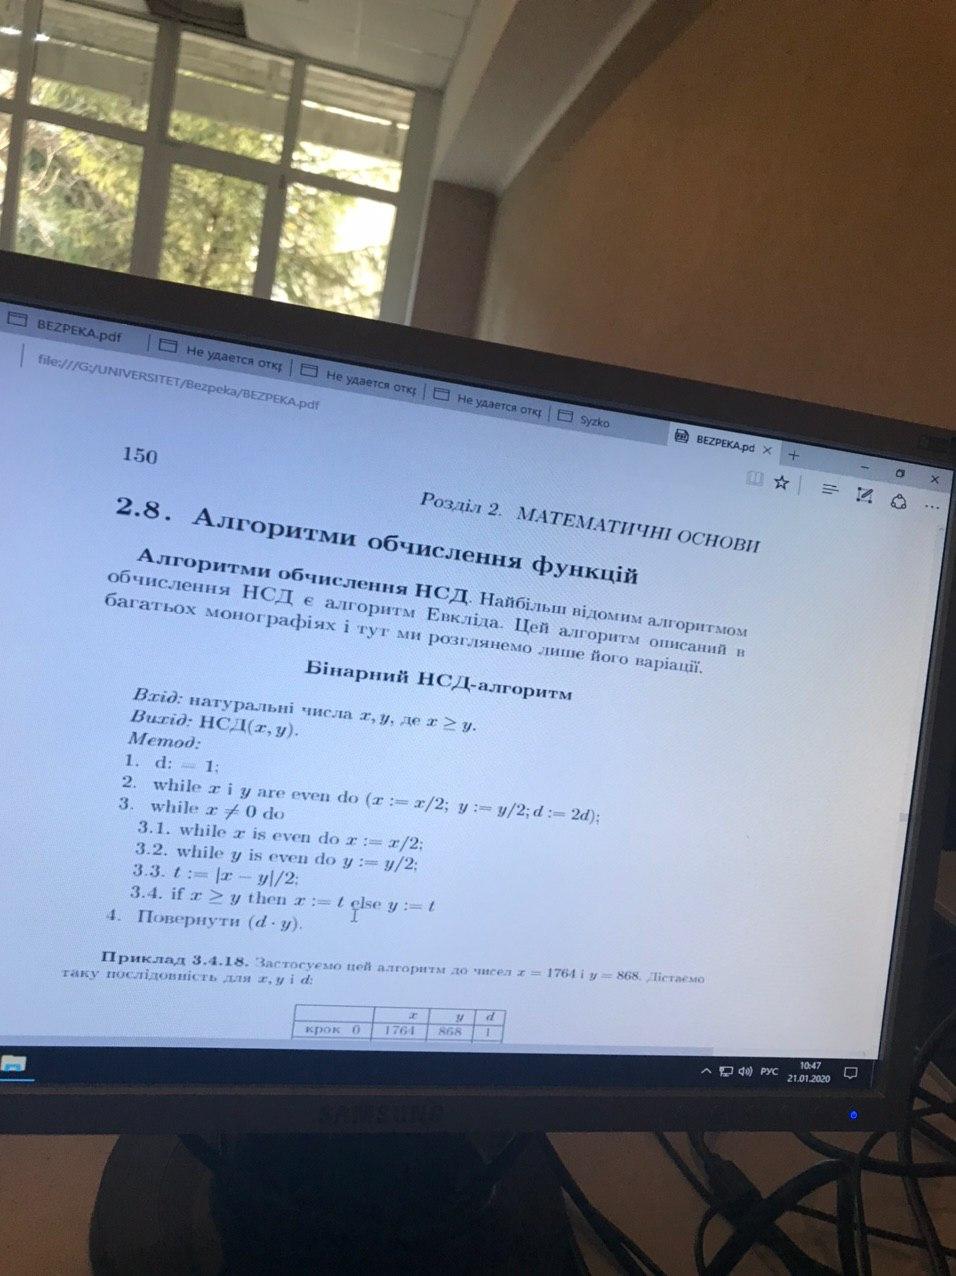 BEZPEKA.pdf
Не удается откр
Не удается откр
Не удается откр
Syzko
BEZPEKA.pd
file:///G:/UNIVERSITET/Bezpeka/BEZPEKA.pdf
150
Розділ 2. МАТЕМАТИЧНІ ОСНОВИ
2.8. Алгоритми обчислення функцій
Алгоритми обчислення НСД. Найбільш відомим алгоритмом
обчислення НСД є алгоритм Евкліда. Цей алгоритм описаний в
багатьох монографіях і тут ми розглянемо лише його варіації.
Бінарний НСД-алгоритм
Вхід: натуральні числа x, y, де x ≥ y.
Вихід: НСД(x, y).
Метод:
1. d: = 1;
2. while x і y are even do (x := x/2; y := y/2; d := 2d);
3. while x ≠ 0 do
3.1. while x is even do x := x/2;
3.2. while y is even do y := y/2;
3.3. t := |x − y|/2;
3.4. if x ≥ y then x := t else y := t
4. Повернути (d · y).
Приклад 3.4.18. Застосуємо цей алгоритм до чисел x = 1764 і y = 868. Дістаємо
таку послідовність для x, y і d:
x y d
крок 0 1764 868 1
РУС
10:47
21.01.2020
SAMSUNG